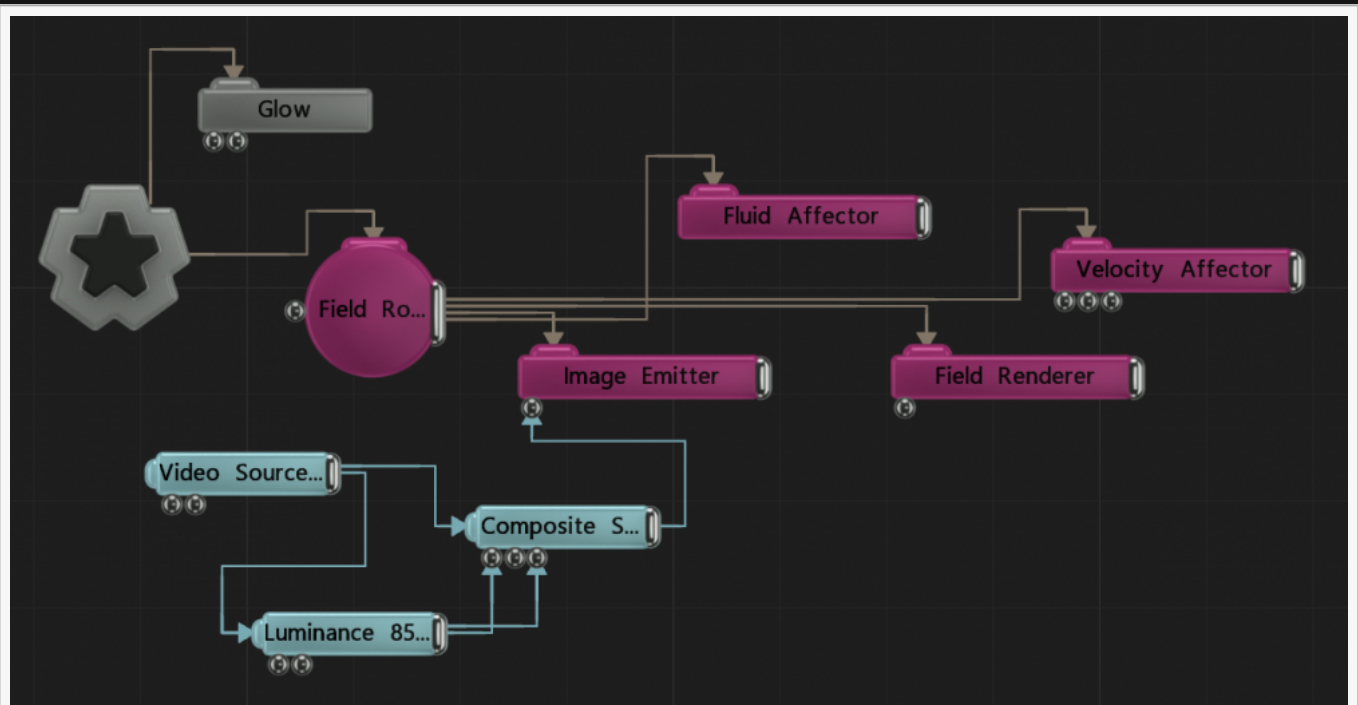 Glow
Fluid Affector
Velocity Affector
Field Ro...
Image Emitter
Field Renderer
Video Source...
Composite S...
Luminance 85...